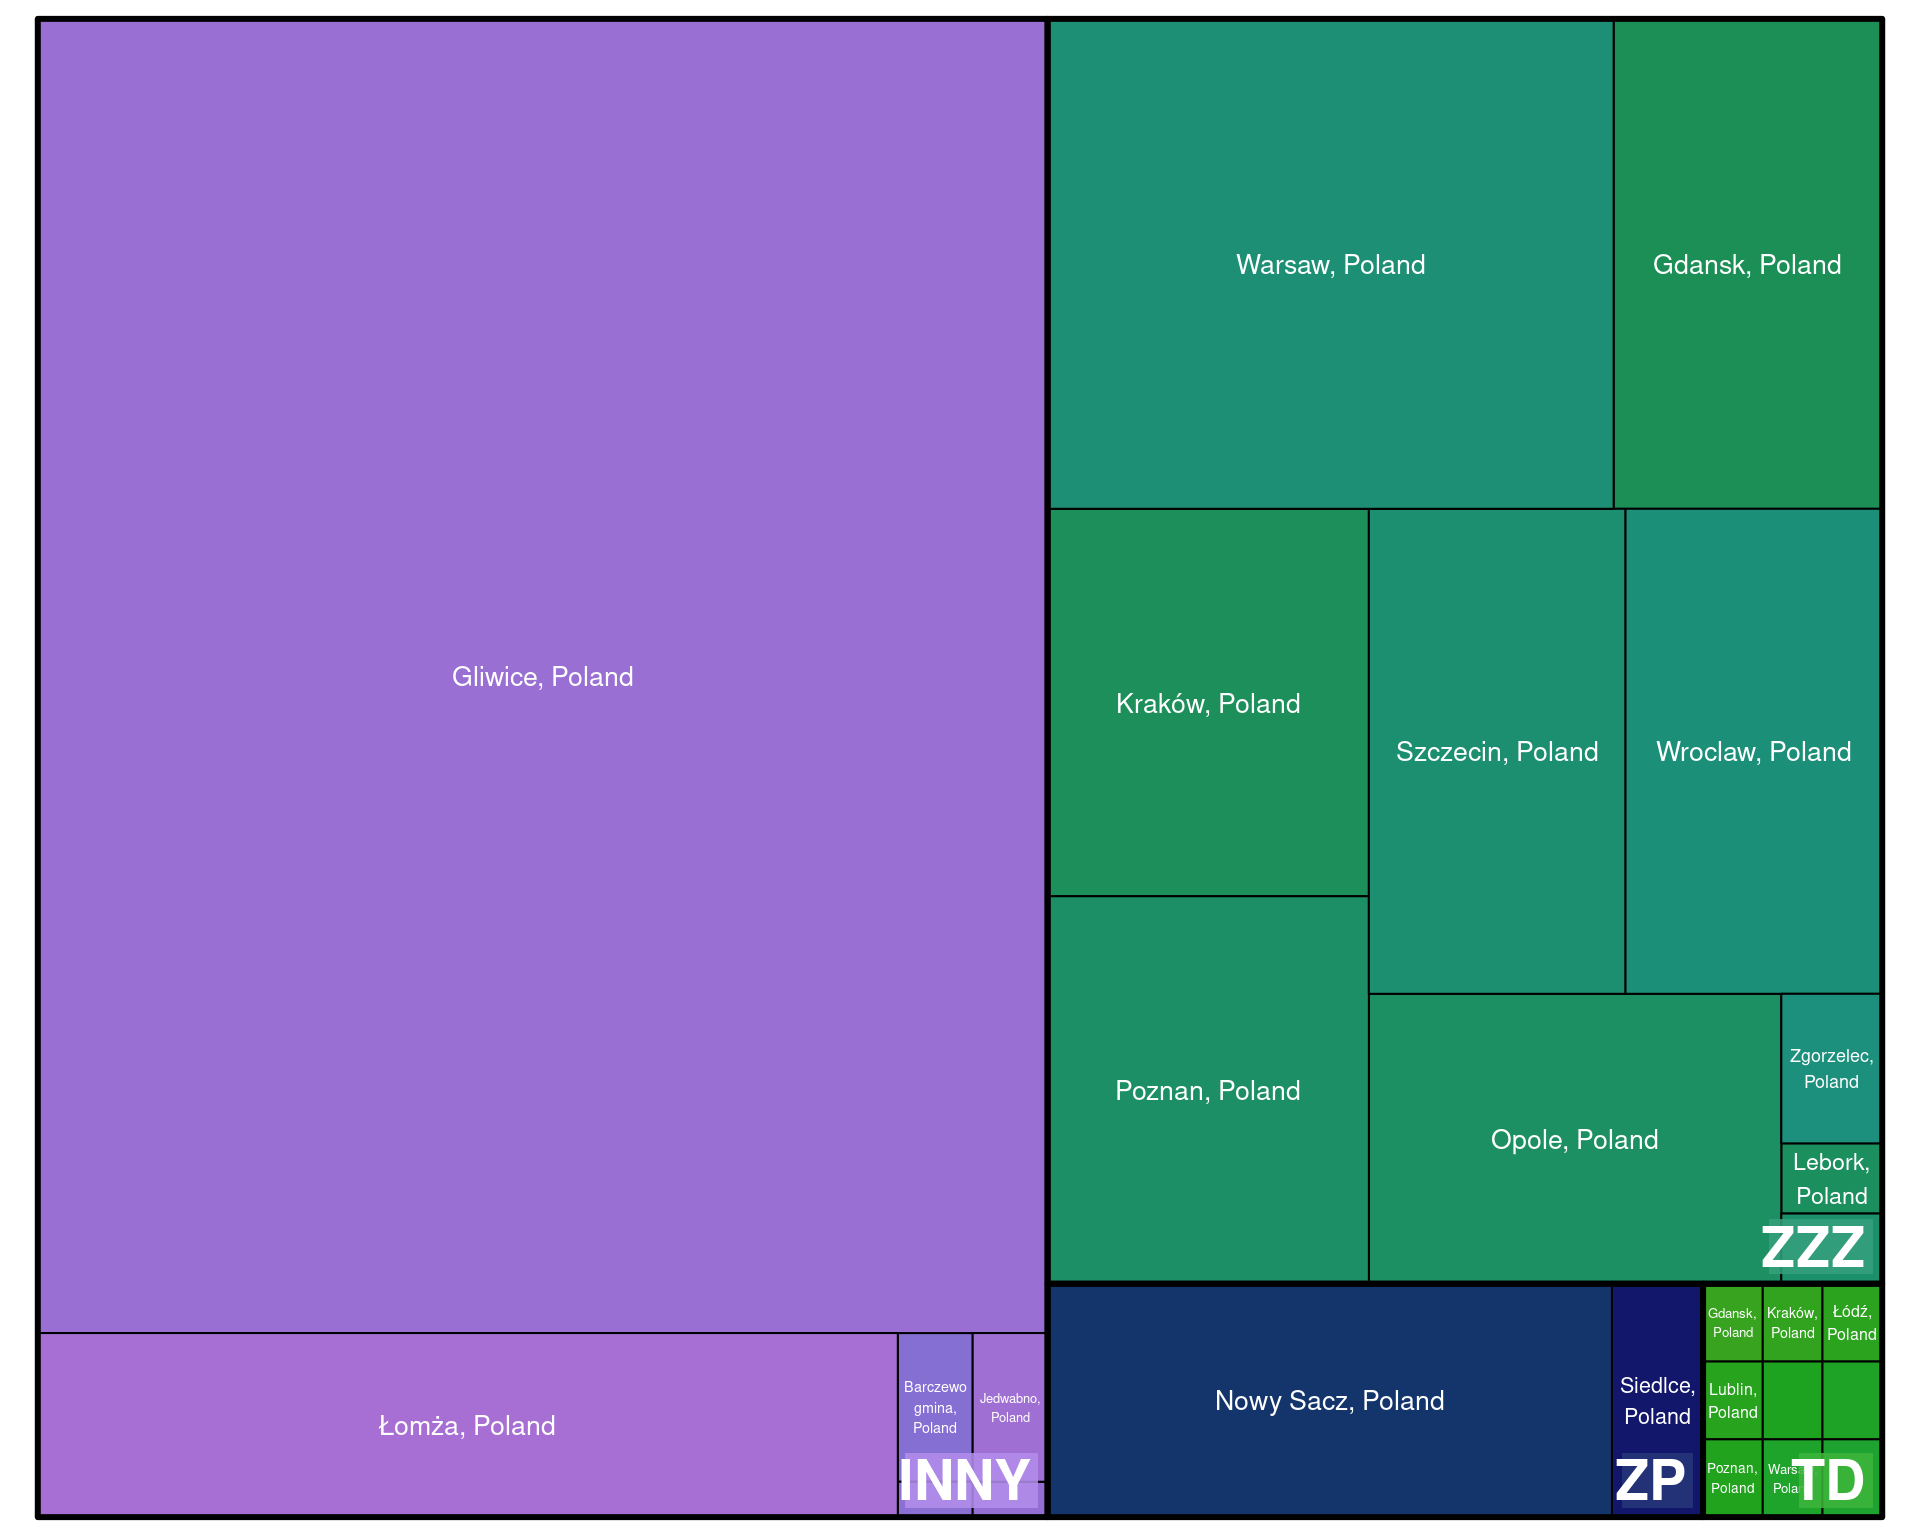 Gliwice, Poland
Łomża, Poland
Barczewo
gmina,
Poland
Jedwabno,
Poland
INNY
Warsaw, Poland
Gdansk, Poland
Kraków, Poland
Szczecin, Poland
Wroclaw, Poland
Poznan, Poland
Opole, Poland
Zgorzelec,
Poland
Lebork,
Poland
ZZZ
Nowy Sacz, Poland
Siedlce,
Poland
ZP
Gdansk,
Poland
Kraków,
Poland
Łódź,
Poland
Lublin,
Poland
Poznan,
Poland
TD